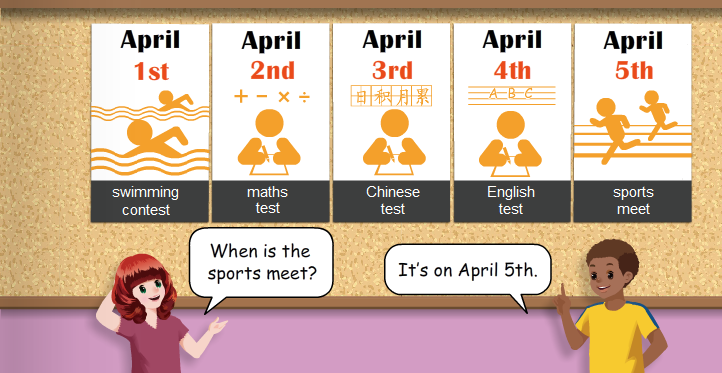 April
1st
swimming
contest
April
2nd
+ − × ÷
maths
test
April
3rd
日积月累
Chinese
test
April
4th
A B C
English
test
April
5th
sports
meet
When is the
sports meet?
It's on April 5th.